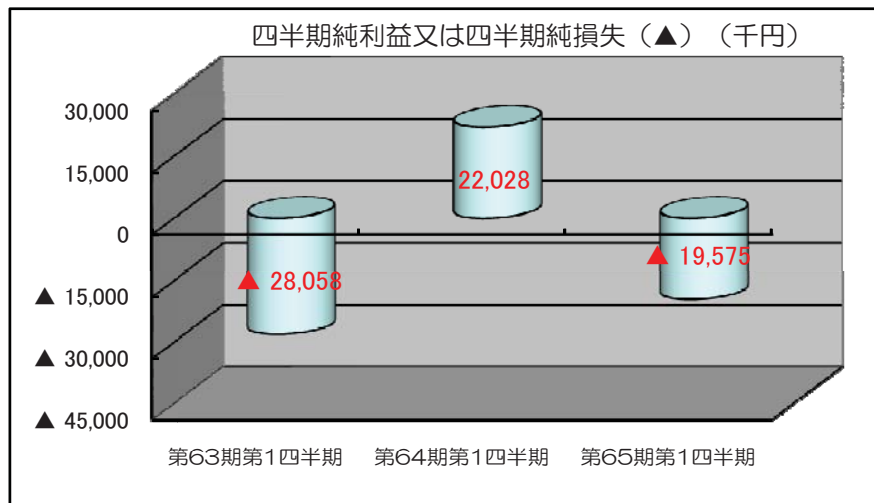 四半期純利益又は四半期純損失（▲）（千円）
30,000
15,000
0
▲ 15,000
▲ 30,000
▲ 45,000
▲ 28,058
22,028
▲ 19,575
第63期第1四半期
第64期第1四半期
第65期第1四半期